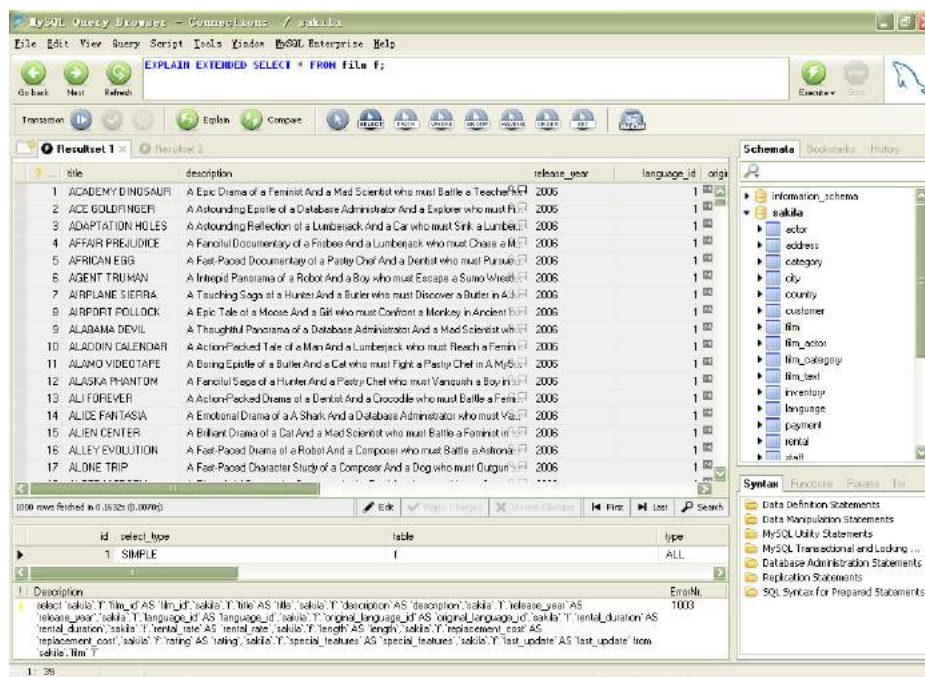 MySQL Query Browser - Connection: / sakila
File Edit View Query Script Tools Window MySQL Enterprise Help
EXPLAIN EXTENDED SELECT * FROM film f;
Go back Next Refresh Execute Stop
Transaction Explain Compare SELECT FROM WHERE GROUP HAVING ORDER SET
Resultset 1 Resultset 2
Schemata Bookmarks History
title description release_year language_id origi
1 ACADEMY DINOSAUR A Epic Drama of a Feminist And a Mad Scientist who must Battle a Teacher 2006 1
2 ACE GOLDFINGER A Astounding Epistle of a Database Administrator And a Explorer who must Fi... 2006 1
3 ADAPTATION HOLES A Astounding Reflection of a Lumberjack And a Car who must Sink a Lumber... 2006 1
4 AFFAIR PREJUDICE A Fanciful Documentary of a Frisbee And a Lumberjack who must Chase a M... 2006 1
5 AFRICAN EGG A Fast-Paced Documentary of a Pastry Chef And a Dentist who must Pursue... 2006 1
6 AGENT TRUMAN A Intrepid Panorama of a Robot And a Boy who must Escape a Sumo Wrestl 2006 1
7 AIRPLANE SIERRA A Touching Saga of a Hunter And a Butler who must Discover a Butler in A 2006 1
8 AIRPORT POLLOCK A Epic Tale of a Moose And a Girl who must Confront a Monkey in Ancient 2006 1
9 ALABAMA DEVIL A Thoughtful Panorama of a Database Administrator And a Mad Scientist wh 2006 1
10 ALADDIN CALENDAR A Action-Packed Tale of a Man And a Lumberjack who must Reach a Femin 2006 1
11 ALAMO VIDEOTAPE A Boring Epistle of a Butler And a Cat who must Fight a Pastry Chef in A MyS... 2006 1
12 ALASKA PHANTOM A Fanciful Saga of a Hunter And a Pastry Chef who must Vanquish a Boy in 2006 1
13 ALI FOREVER A Action-Packed Drama of a Dentist And a Crocodile who must Battle a Femi 2006 1
14 ALICE FANTASIA A Emotional Drama of a A Shark And a Database Administrator who must Va... 2006 1
15 ALIEN CENTER A Brilliant Drama of a Cat And a Mad Scientist who must Battle a Feminist in 2006 1
16 ALLEY EVOLUTION A Fast-Paced Drama of a Robot And a Composer who must Battle a Astrona 2006 1
17 ALONE TRIP A Fast-Paced Character Study of a Composer And a Dog who must Outgun 2006 1
information_schema
sakila
actor
address
category
city
country
customer
film
film_actor
film_category
film_text
inventory
language
payment
rental
staff
1000 rows fetched in 0.1632s (0.0070s) Edit Apply Changes Discard Changes First Last Search
Syntax Functions Params Trx
Data Definition Statements
Data Manipulation Statements
MySQL Utility Statements
MySQL Transactional and Locking ...
Database Administration Statements
Replication Statements
SQL Syntax for Prepared Statements
id select_type table type
1 SIMPLE f ALL
! Description ErrorNr.
select `sakila`.`f`.`film_id` AS `film_id`,`sakila`.`f`.`title` AS `title`,`sakila`.`f`.`description` AS `description`,`sakila`.`f`.`release_year` AS 1003
`release_year`,`sakila`.`f`.`language_id` AS `language_id`,`sakila`.`f`.`original_language_id` AS `original_language_id`,`sakila`.`f`.`rental_duration` AS
`rental_duration`,`sakila`.`f`.`rental_rate` AS `rental_rate`,`sakila`.`f`.`length` AS `length`,`sakila`.`f`.`replacement_cost` AS
`replacement_cost`,`sakila`.`f`.`rating` AS `rating`,`sakila`.`f`.`special_features` AS `special_features`,`sakila`.`f`.`last_update` AS `last_update` from
`sakila`.`film` `f`
1: 39